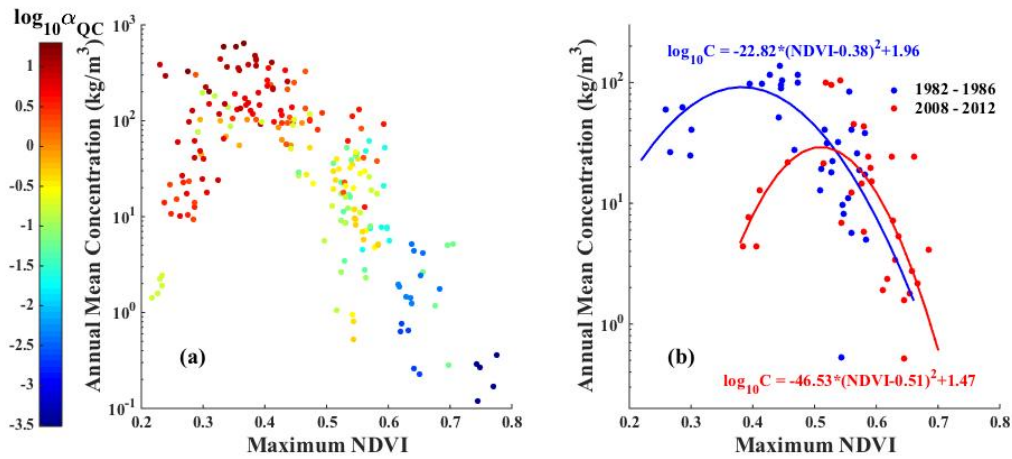 log₁₀α_QC
1
0.5
0
-0.5
-1
-1.5
-2
-2.5
-3
-3.5
Annual Mean Concentration (kg/m³)
10³
10²
10¹
10⁰
10⁻¹
(a)
0.2 0.3 0.4 0.5 0.6 0.7 0.8
Maximum NDVI
Annual Mean Concentration (kg/m³)
10²
10¹
10⁰
log₁₀C = -22.82*(NDVI-0.38)²+1.96
1982 - 1986
2008 - 2012
(b)
log₁₀C = -46.53*(NDVI-0.51)²+1.47
0.2 0.3 0.4 0.5 0.6 0.7 0.8
Maximum NDVI